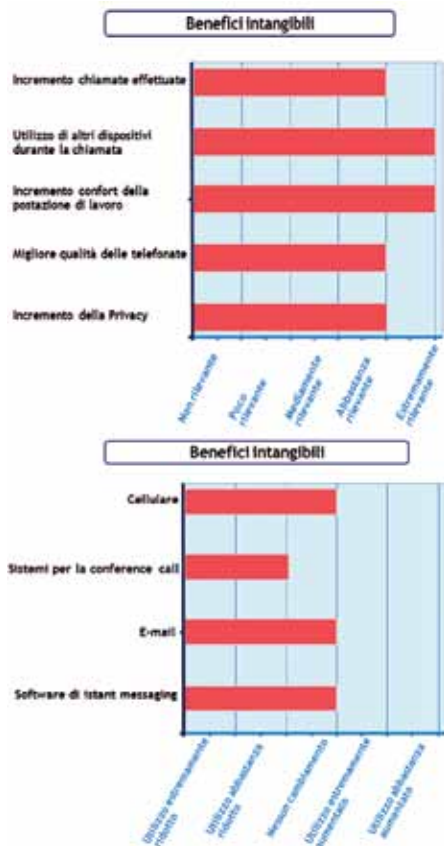 Benefici intangibili
Incremento chiamate effettuate
Utilizzo di altri dispositivi
durante la chiamata
Incremento confort della
postazione di lavoro
Migliore qualità delle telefonate
Incremento della Privacy
Non rilevante
Poco
rilevante
Mediamente
rilevante
Abbastanza
rilevante
Estremamente
rilevante
Benefici intangibili
Cellulare
Sistemi per la conference call
E-mail
Software di istant messaging
Utilizzo estremamente
ridotto
Utilizzo abbastanza
ridotto
Nessun cambiamento
Utilizzo estremamente
aumentato
Utilizzo abbastanza
aumentato